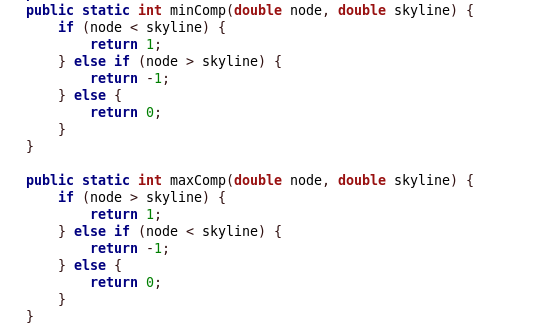 public static int minComp(double node, double skyline) {
    if (node < skyline) {
        return 1;
    } else if (node > skyline) {
        return -1;
    } else {
        return 0;
    }
}

public static int maxComp(double node, double skyline) {
    if (node > skyline) {
        return 1;
    } else if (node < skyline) {
        return -1;
    } else {
        return 0;
    }
}